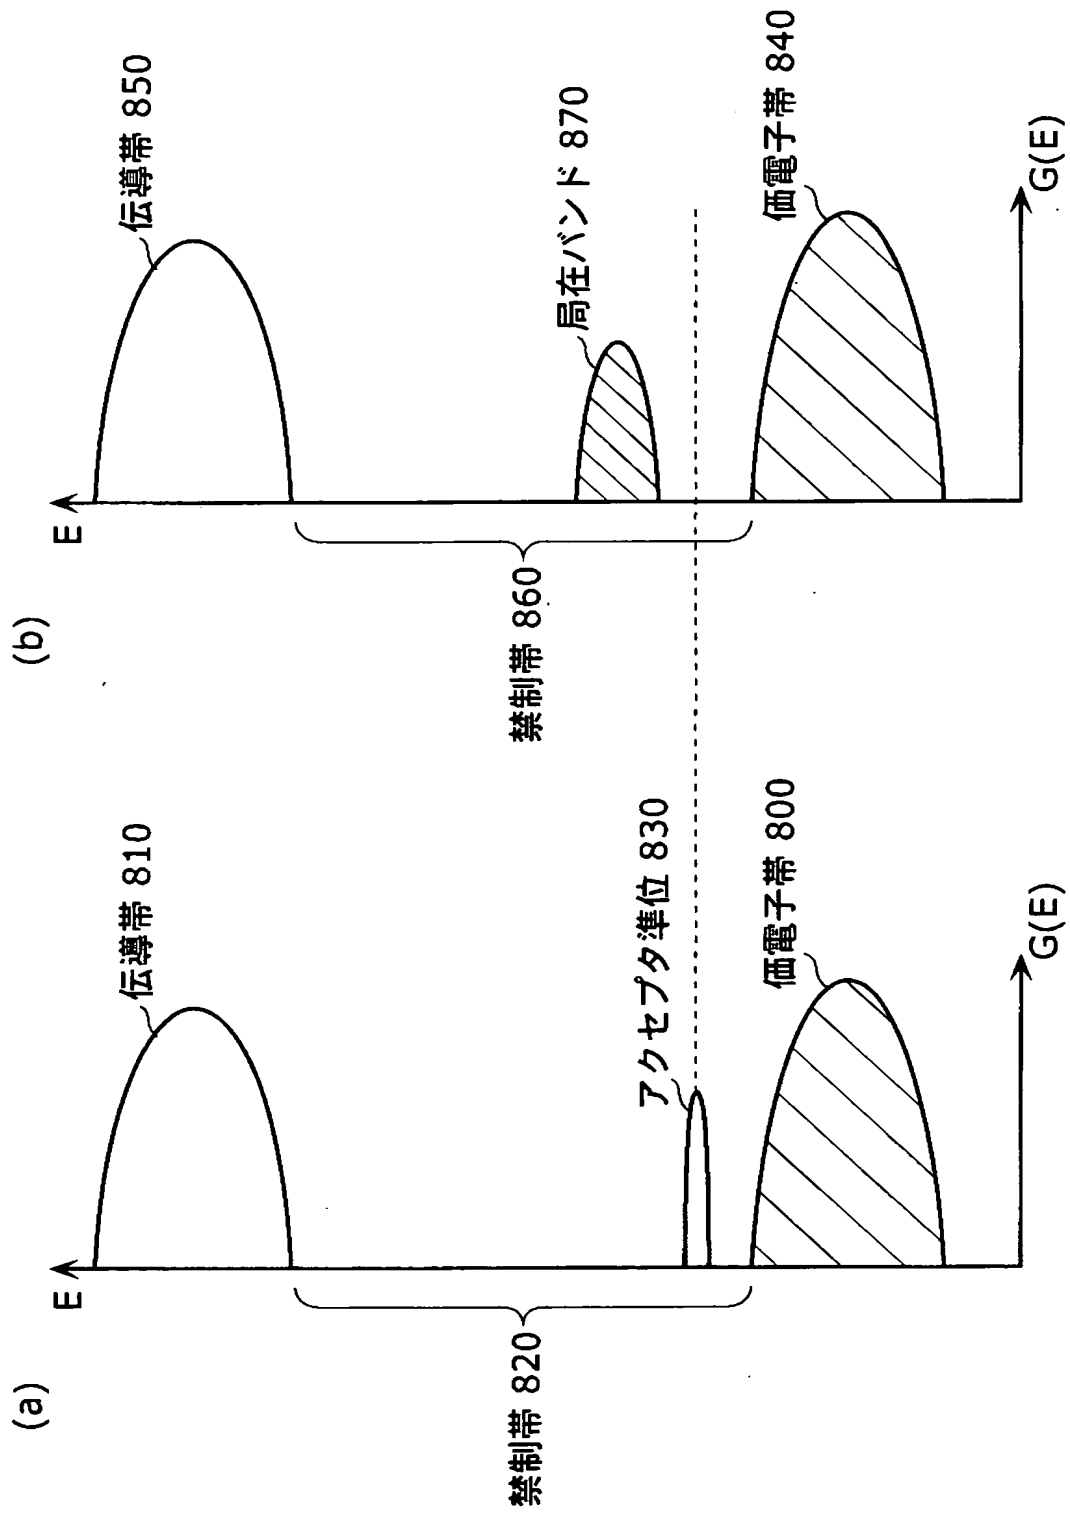 (a)
E
伝導帯 810
禁制帯 820
アクセプタ準位 830
価電子帯 800
G(E)
(b)
E
伝導帯 850
禁制帯 860
局在バンド 870
価電子帯 840
G(E)